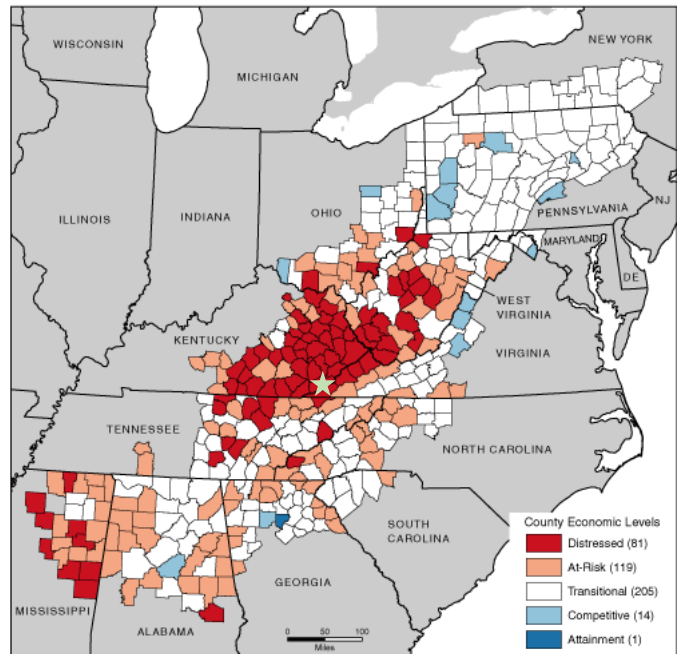 WISCONSIN
NEW YORK
MICHIGAN
ILLINOIS
INDIANA
OHIO
PENNSYLVANIA
NJ
MARYLAND
DE
WEST
VIRGINIA
KENTUCKY
VIRGINIA
TENNESSEE
NORTH CAROLINA
SOUTH
CAROLINA
GEORGIA
MISSISSIPPI
ALABAMA
0 50 100
Miles
County Economic Levels
Distressed (81)
At-Risk (119)
Transitional (205)
Competitive (14)
Attainment (1)